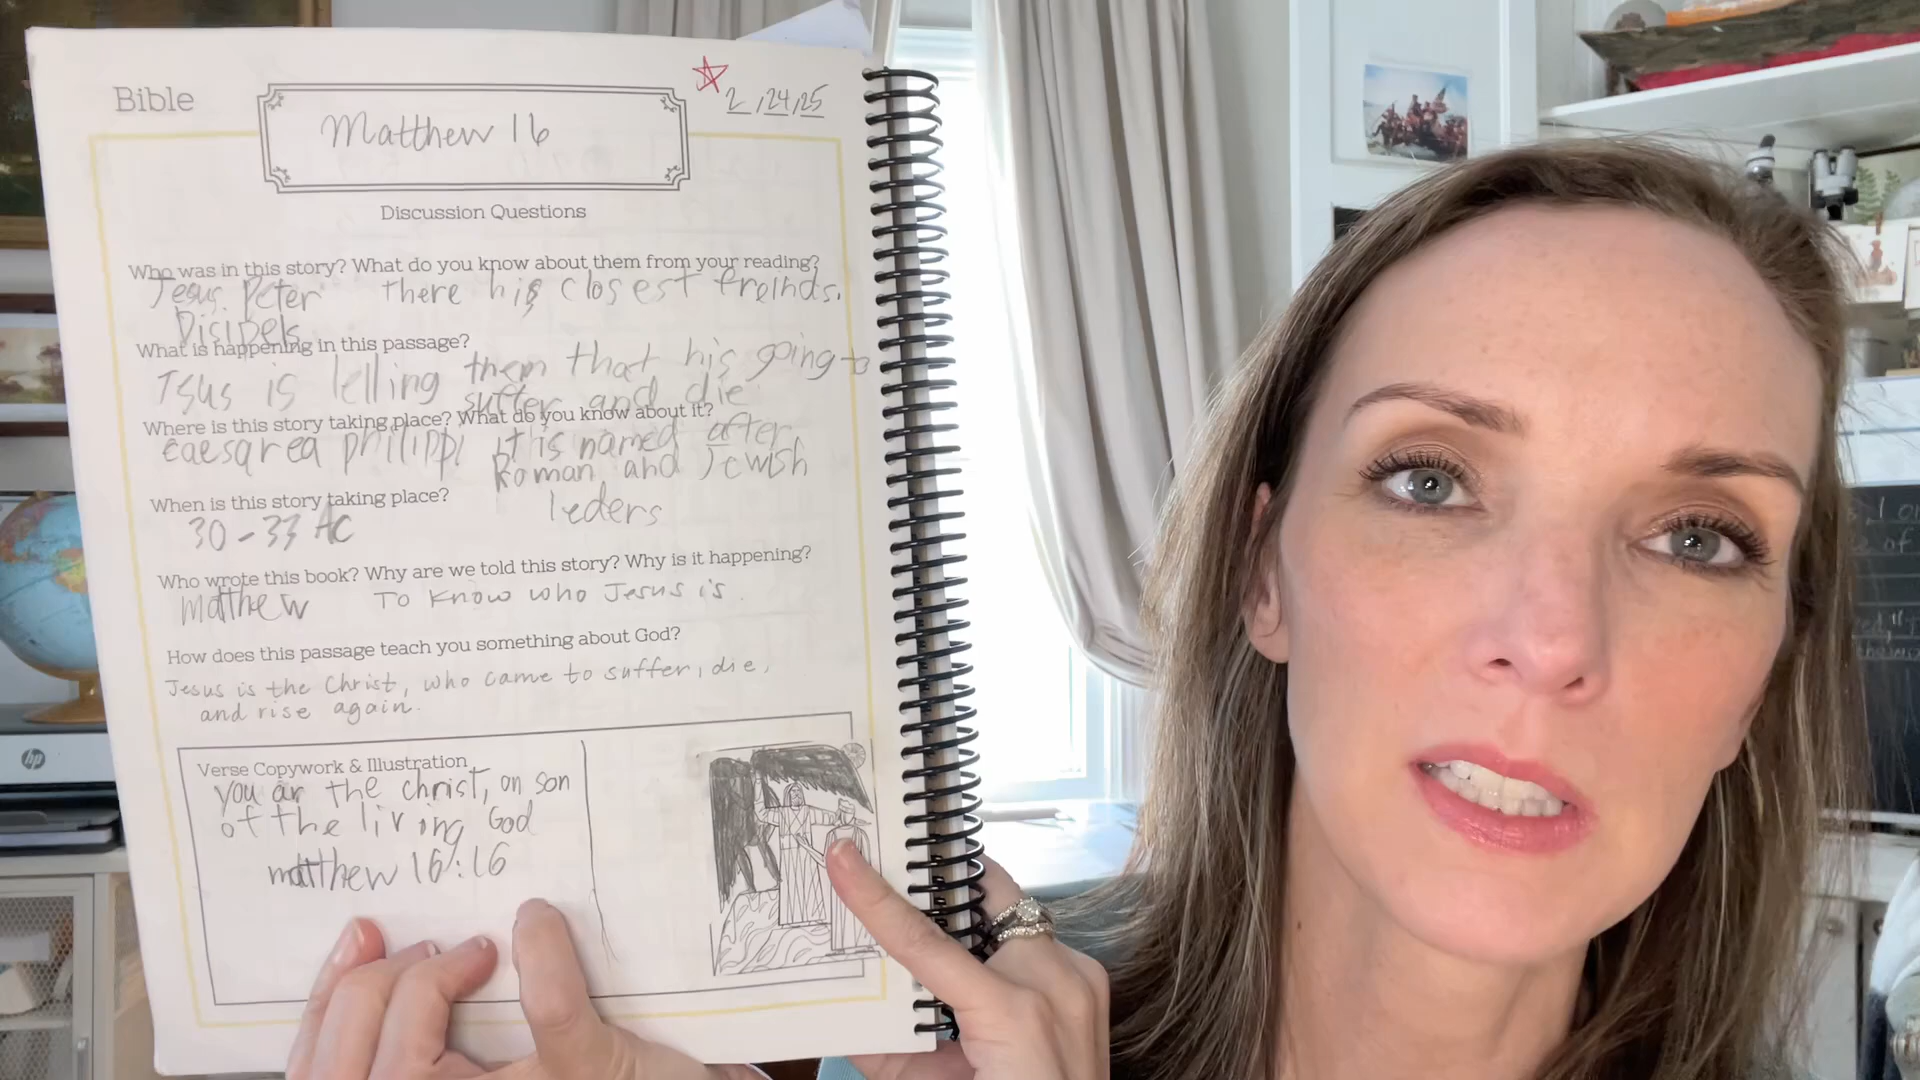 Bible
2/24/25
Matthew 16
Discussion Questions
Who was in this story? What do you know about them from your reading?
Jesus. Peter there his closest freinds.
Disipels
What is happening in this passage?
Jsus is telling them that his going to
suffer and die
Where is this story taking place? What do you know about it?
Caesarea philippi it is named after
Roman and Jewish
leders
When is this story taking place?
30-33 AC
Who wrote this book? Why are we told this story? Why is it happening?
matthew To know who Jesus is.
How does this passage teach you something about God?
Jesus is the Christ, who came to suffer, die,
and rise again.
Verse Copywork & Illustration
you ar the christ, on son
of the living God
matthew 16:16
hp